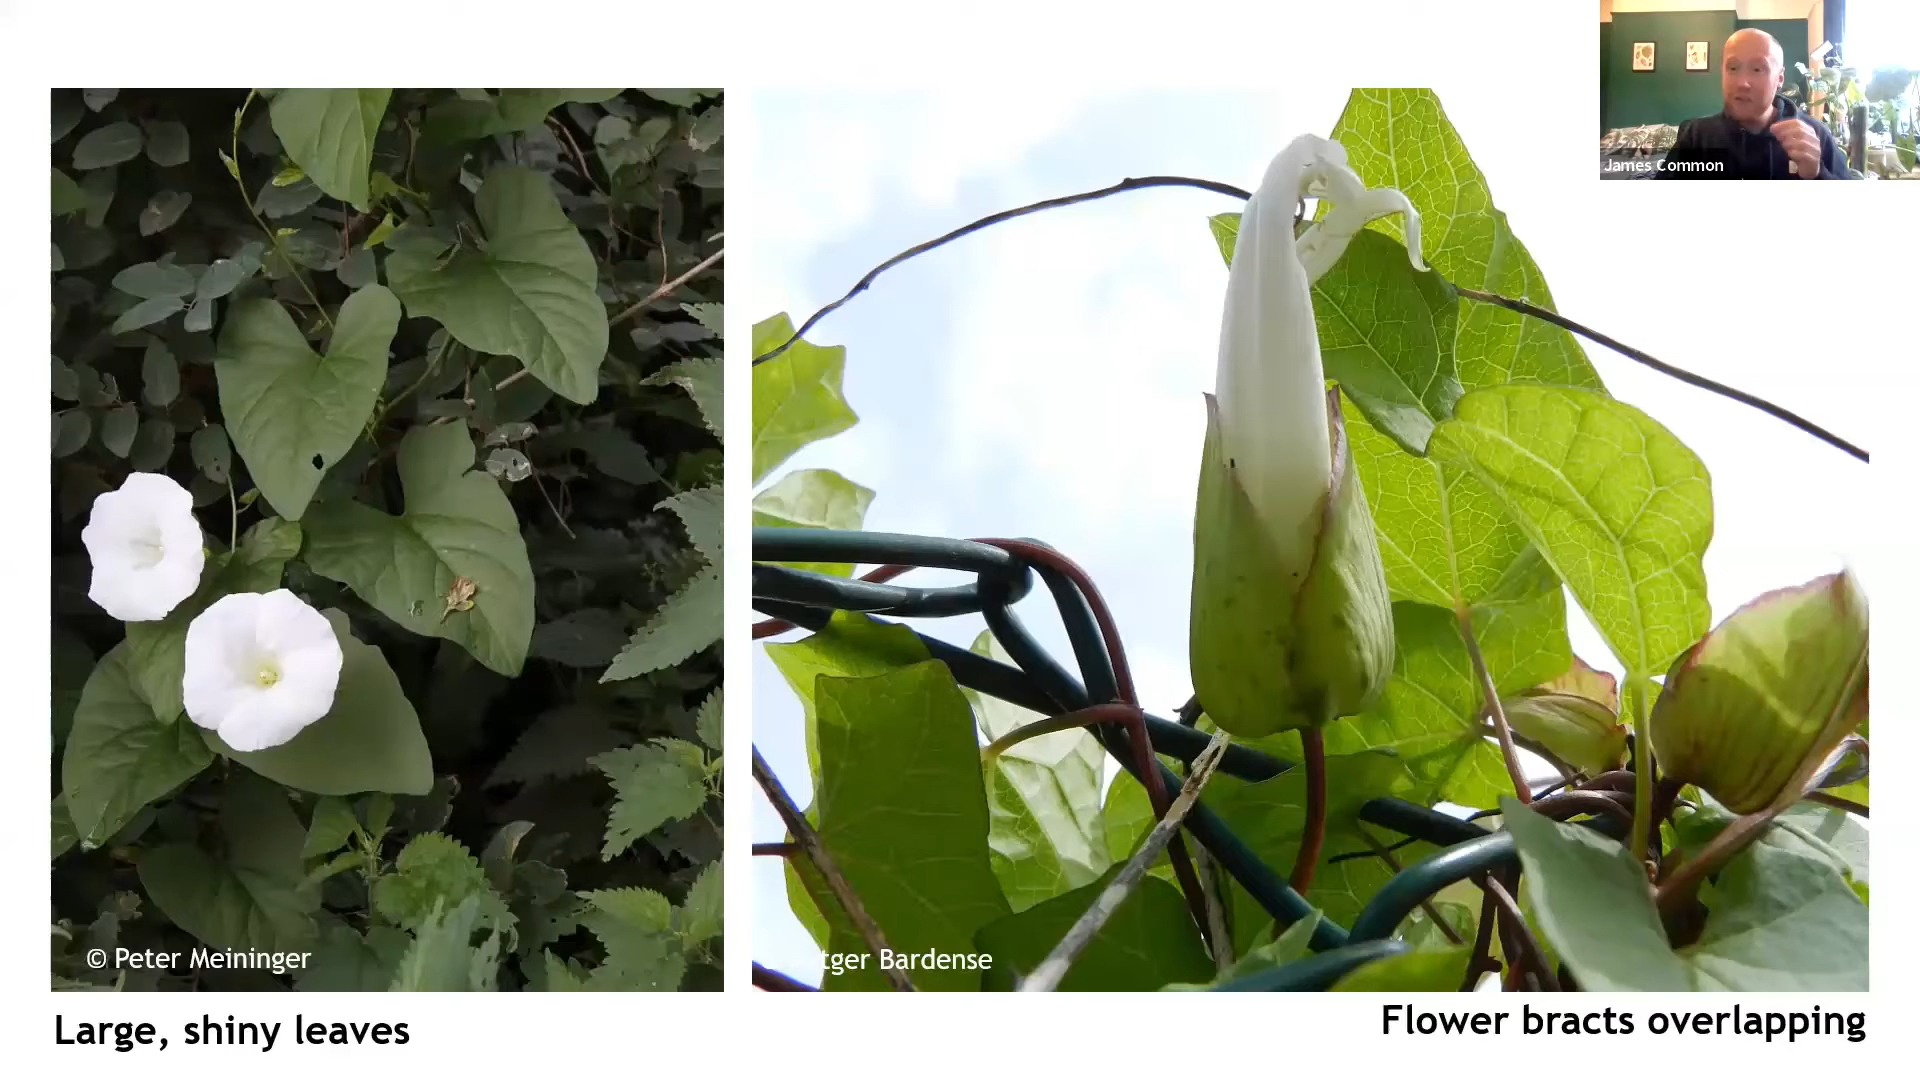 James Common
© Peter Meininger
tger Bardense
Large, shiny leaves
Flower bracts overlapping